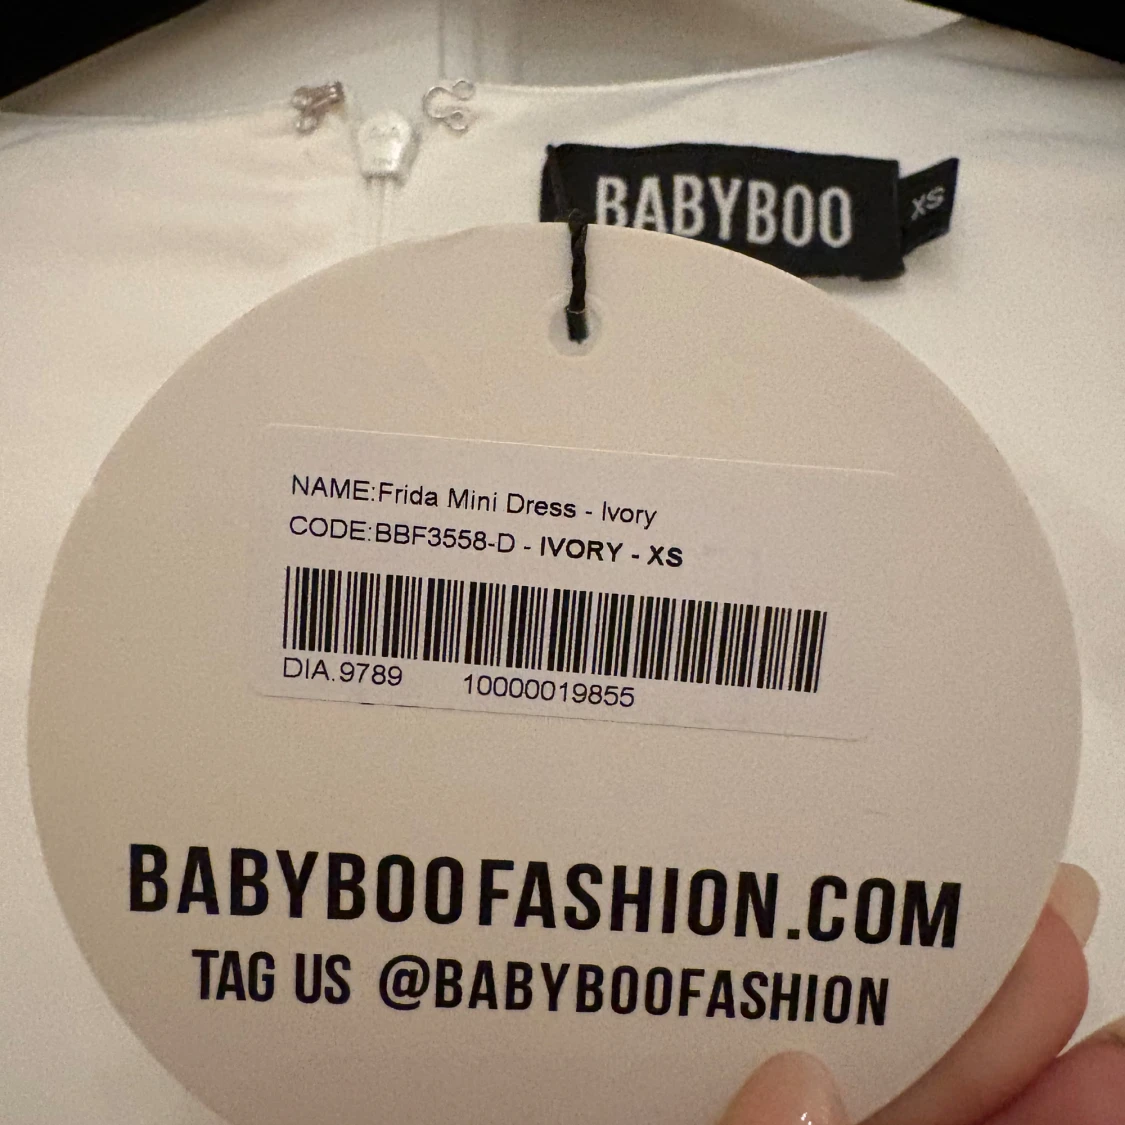 BABYBOO
XS
NAME:Frida Mini Dress - Ivory
CODE:BBF3558-D - IVORY - XS
DIA.9789 10000019855
BABYBOOFASHION.COM
TAG US @BABYBOOFASHION